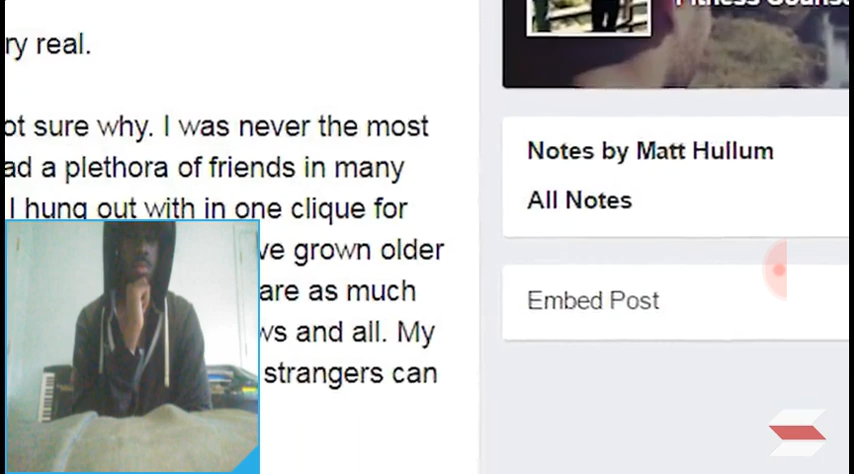 ry real.
ot sure why. I was never the most
ad a plethora of friends in many
I hung out with in one clique for
ve grown older
are as much
ws and all. My
strangers can
Fitness
Notes by Matt Hullum
All Notes
Embed Post